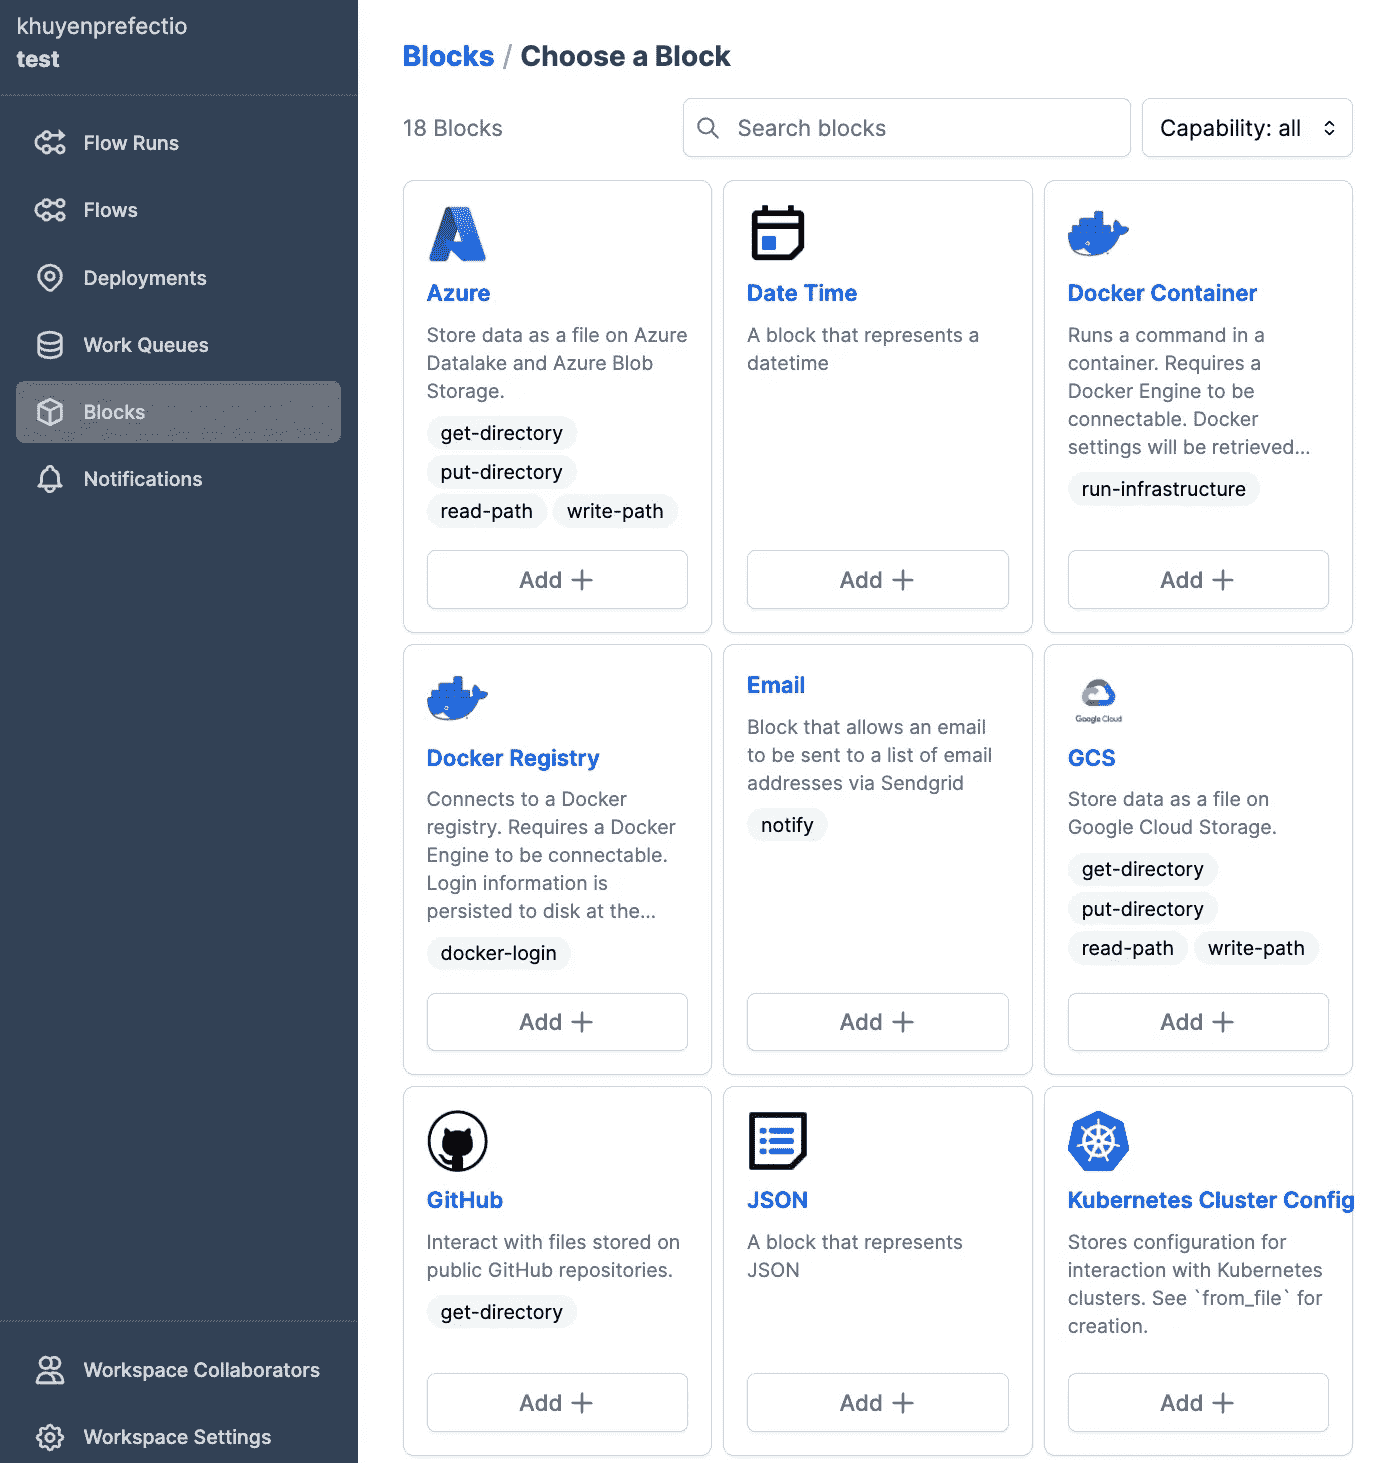 khuyenprefectio
test
Flow Runs
Flows
Deployments
Work Queues
Blocks
Notifications
Workspace Collaborators
Workspace Settings
Blocks / Choose a Block
18 Blocks
Search blocks
Capability: all
Azure
Store data as a file on Azure
Datalake and Azure Blob
Storage.
get-directory
put-directory
read-path write-path
Add
Date Time
A block that represents a
datetime
Add
Docker Container
Runs a command in a
container. Requires a
Docker Engine to be
connectable. Docker
settings will be retrieved...
run-infrastructure
Add
Docker Registry
Connects to a Docker
registry. Requires a Docker
Engine to be connectable.
Login information is
persisted to disk at the...
docker-login
Add
Email
Block that allows an email
to be sent to a list of email
addresses via Sendgrid
notify
Add
Google Cloud
GCS
Store data as a file on
Google Cloud Storage.
get-directory
put-directory
read-path write-path
Add
GitHub
Interact with files stored on
public GitHub repositories.
get-directory
Add
JSON
A block that represents
JSON
Add
Kubernetes Cluster Config
Stores configuration for
interaction with Kubernetes
clusters. See `from_file` for
creation.
Add